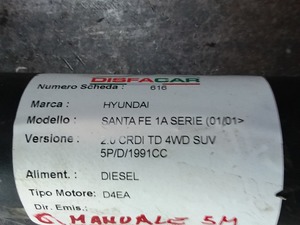 DISFACAR
Numero Scheda : 616
Marca : HYUNDAI
Modello : SANTA FE 1A SERIE (01/01>
Versione : 2.0 CRDI TD 4WD SUV
5P/D/1991CC
Aliment. : DIESEL
Tipo Motore: D4EA
Dir. Emis.:
MANUALE 5M